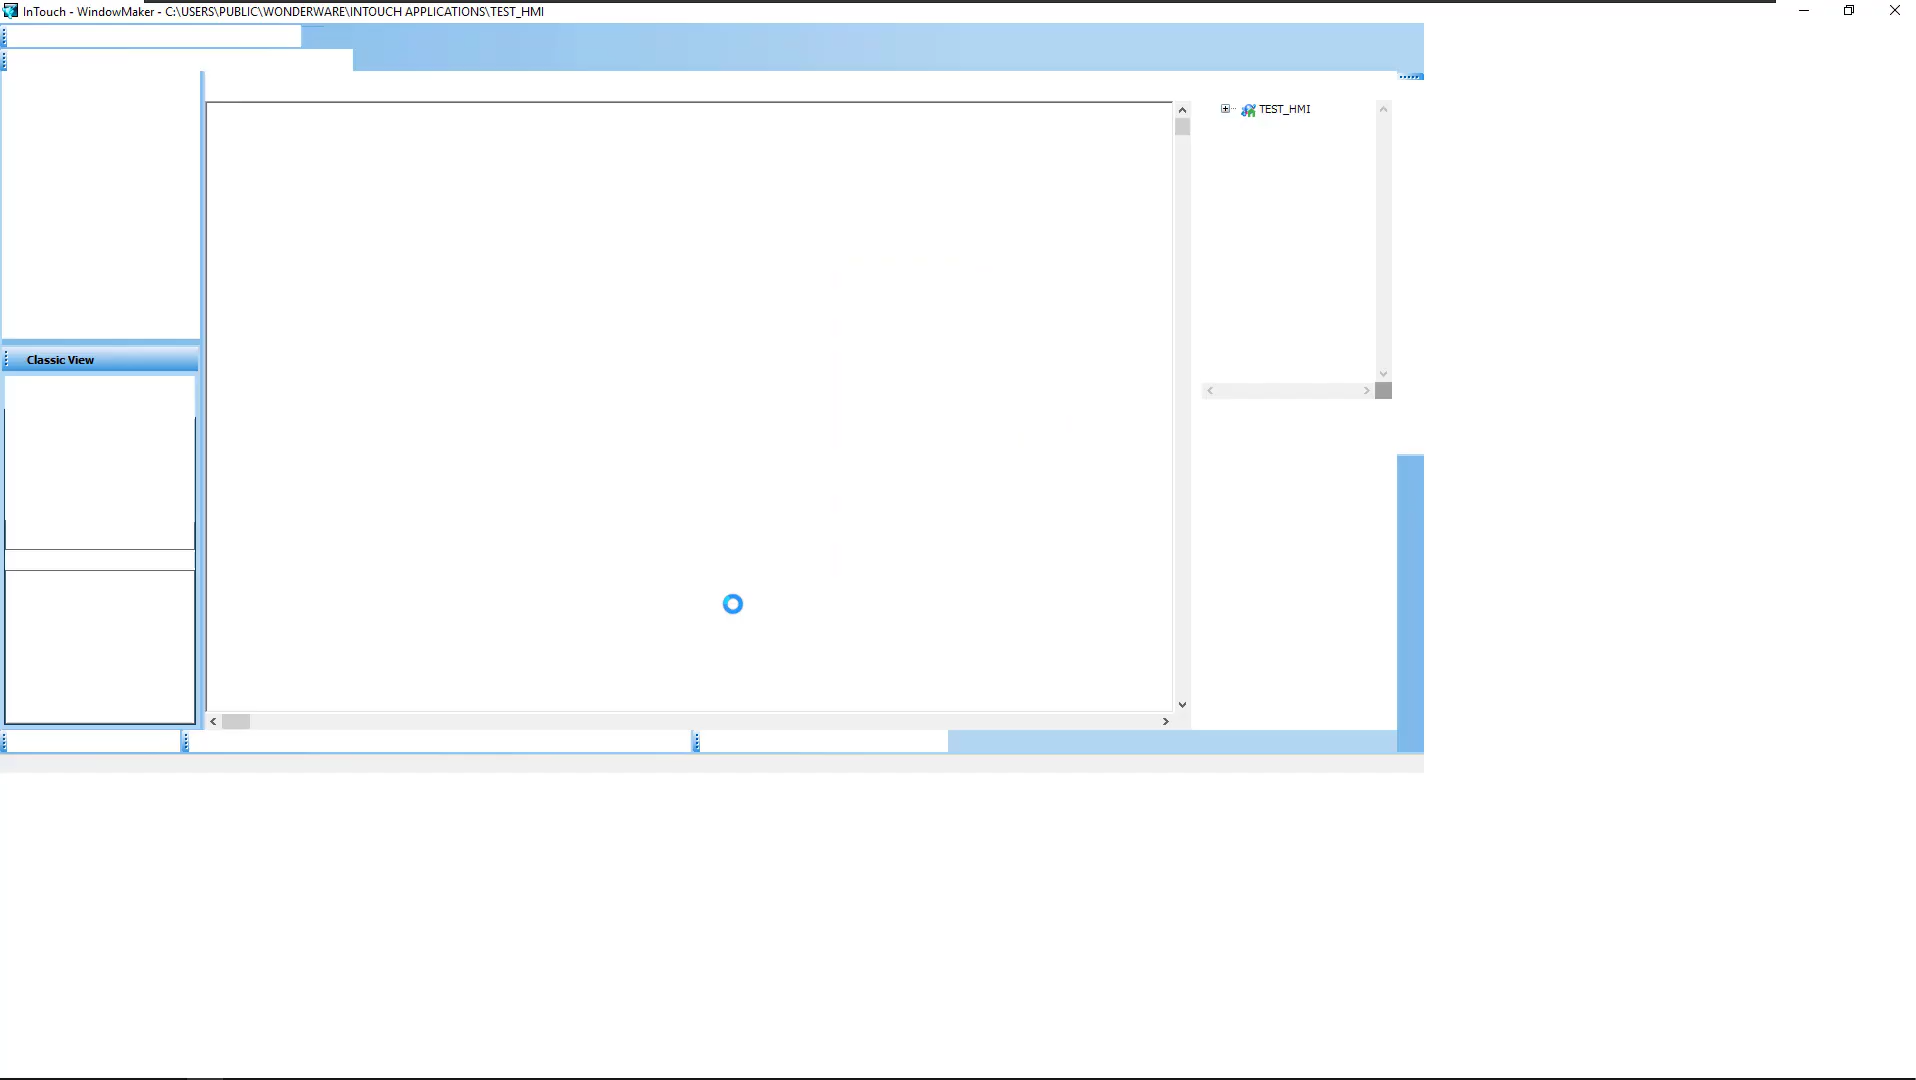 InTouch - WindowMaker - C:\USERS\PUBLIC\WONDERWARE\INTOUCH APPLICATIONS\TEST_HMI
TEST_HMI
Classic View